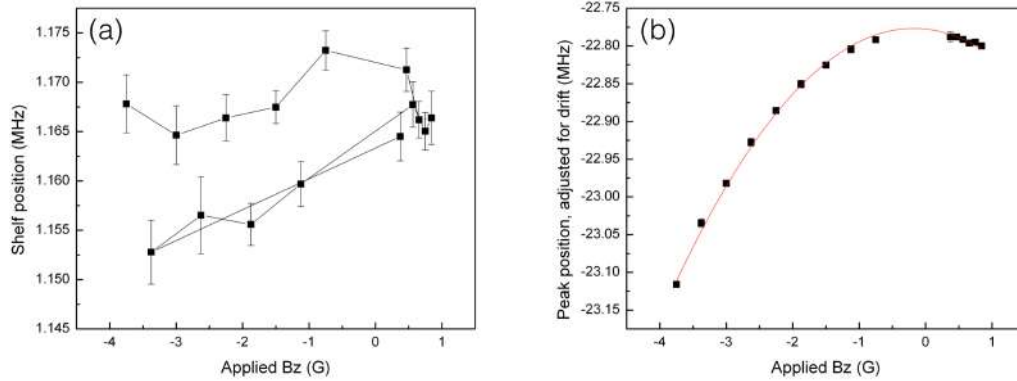 (a)
1.175
1.170
1.165
1.160
1.155
1.150
1.145
Shelf position (MHz)
-4 -3 -2 -1 0 1
Applied Bz (G)
(b)
-22.80
-22.85
-22.90
-22.95
-23.00
-23.05
-23.10
-23.15
Peak position, adjusted for drift (MHz)
-4 -3 -2 -1 0 1
Applied Bz (G)